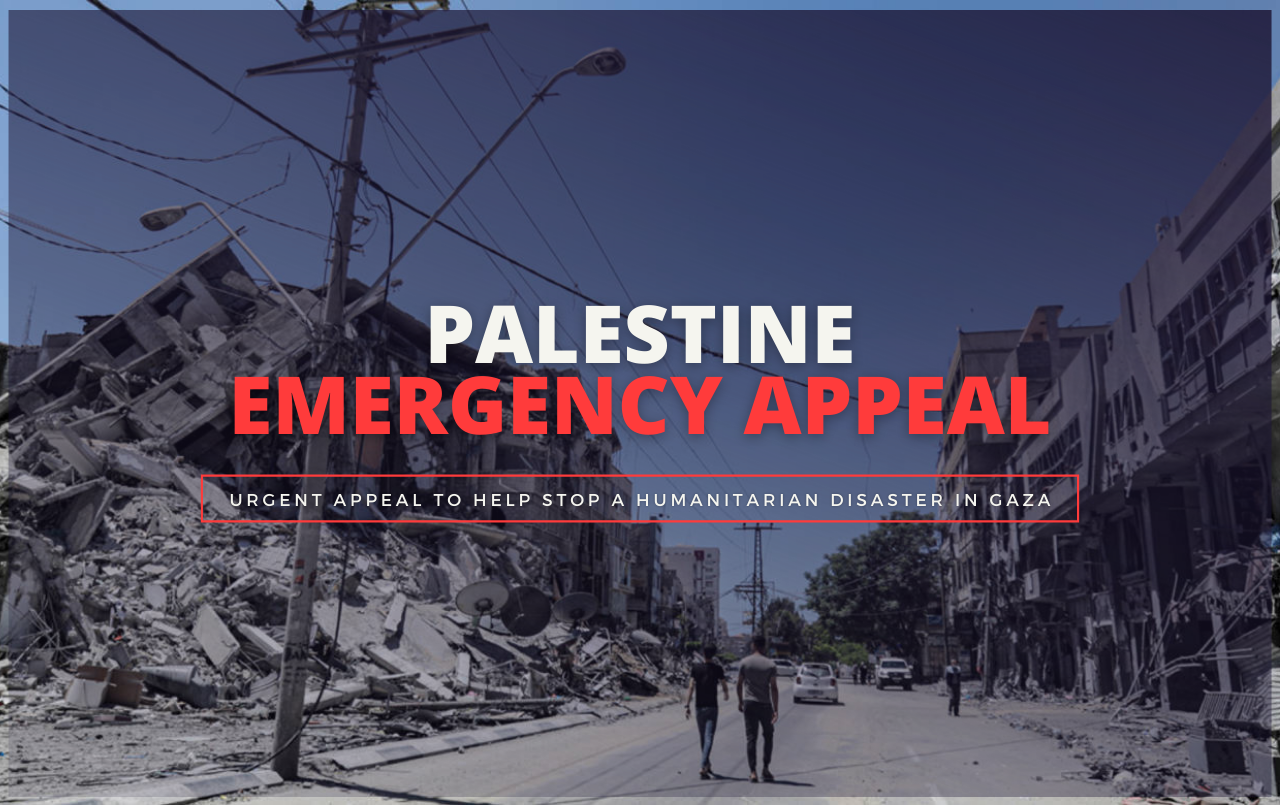 PALESTINE
EMERGENCY APPEAL
URGENT APPEAL TO HELP STOP A HUMANITARIAN DISASTER IN GAZA